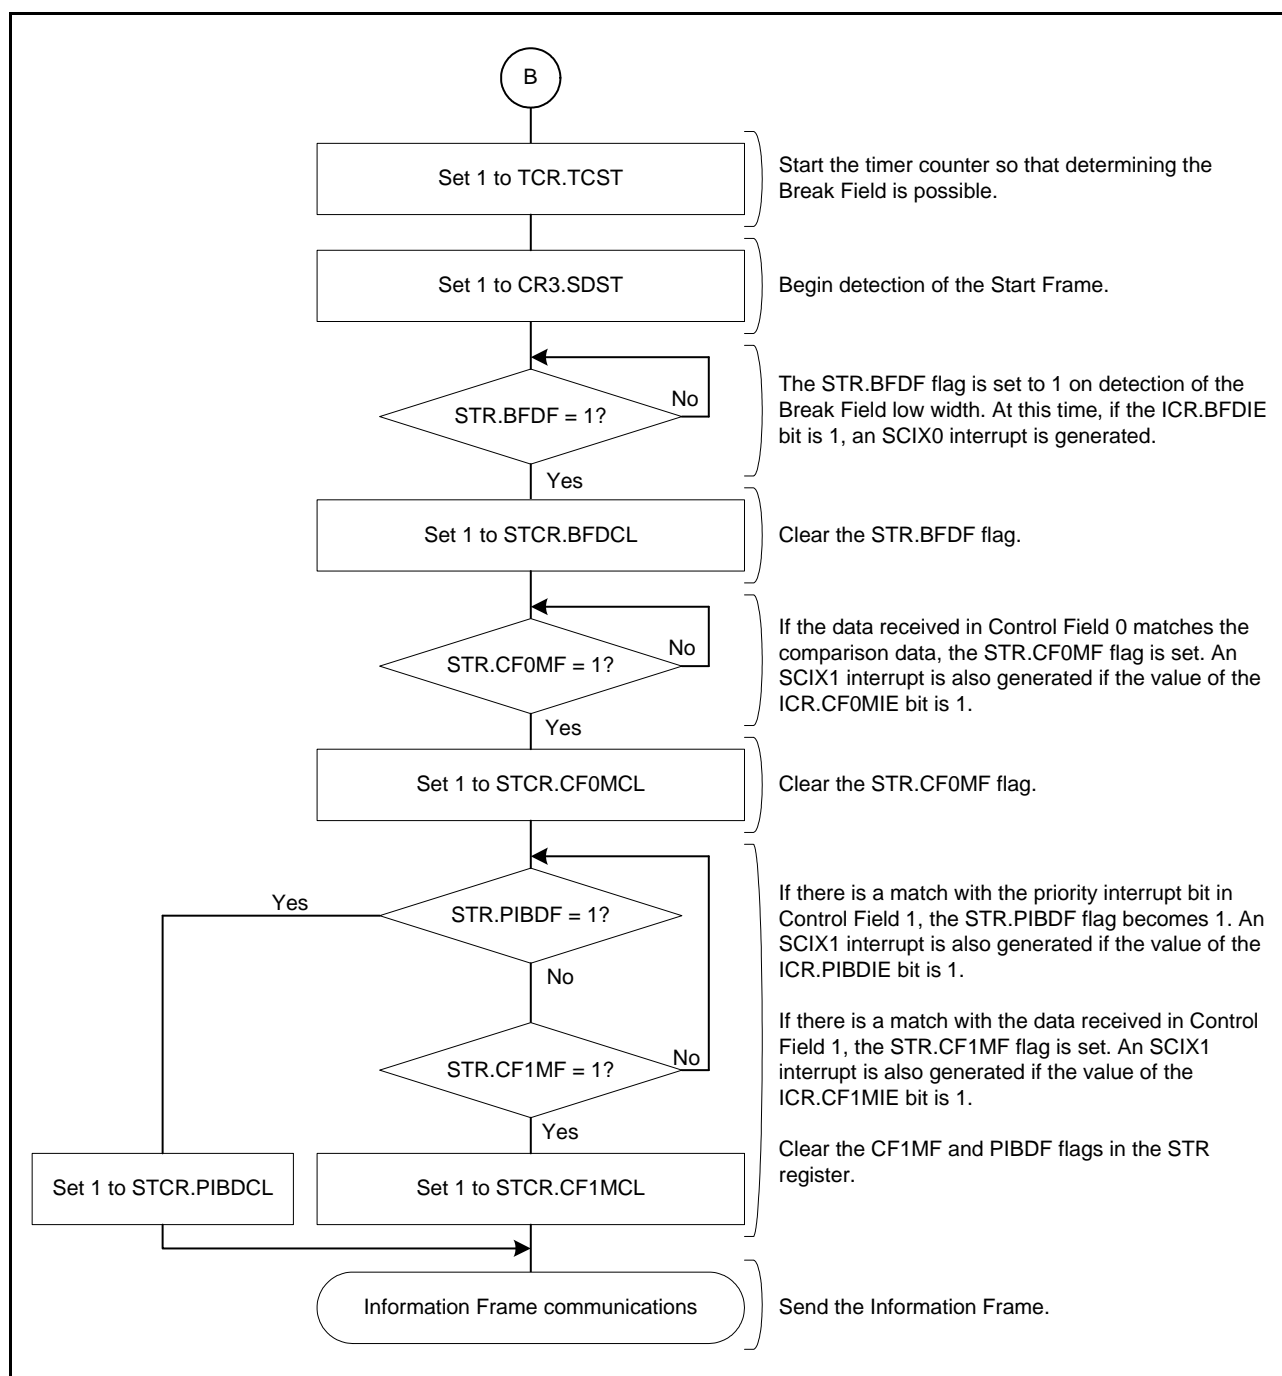 B
Set 1 to TCR.TCST
Start the timer counter so that determining the
Break Field is possible.
Set 1 to CR3.SDST
Begin detection of the Start Frame.
STR.BFDF = 1?
No
Yes
The STR.BFDF flag is set to 1 on detection of the
Break Field low width. At this time, if the ICR.BFDIE
bit is 1, an SCIX0 interrupt is generated.
Set 1 to STCR.BFDCL
Clear the STR.BFDF flag.
STR.CF0MF = 1?
No
Yes
If the data received in Control Field 0 matches the
comparison data, the STR.CF0MF flag is set. An
SCIX1 interrupt is also generated if the value of the
ICR.CF0MIE bit is 1.
Set 1 to STCR.CF0MCL
Clear the STR.CF0MF flag.
Yes
STR.PIBDF = 1?
No
If there is a match with the priority interrupt bit in
Control Field 1, the STR.PIBDF flag becomes 1. An
SCIX1 interrupt is also generated if the value of the
ICR.PIBDIE bit is 1.
STR.CF1MF = 1?
No
Yes
If there is a match with the data received in Control
Field 1, the STR.CF1MF flag is set. An SCIX1
interrupt is also generated if the value of the
ICR.CF1MIE bit is 1.
Clear the CF1MF and PIBDF flags in the STR
register.
Set 1 to STCR.PIBDCL
Set 1 to STCR.CF1MCL
Information Frame communications
Send the Information Frame.